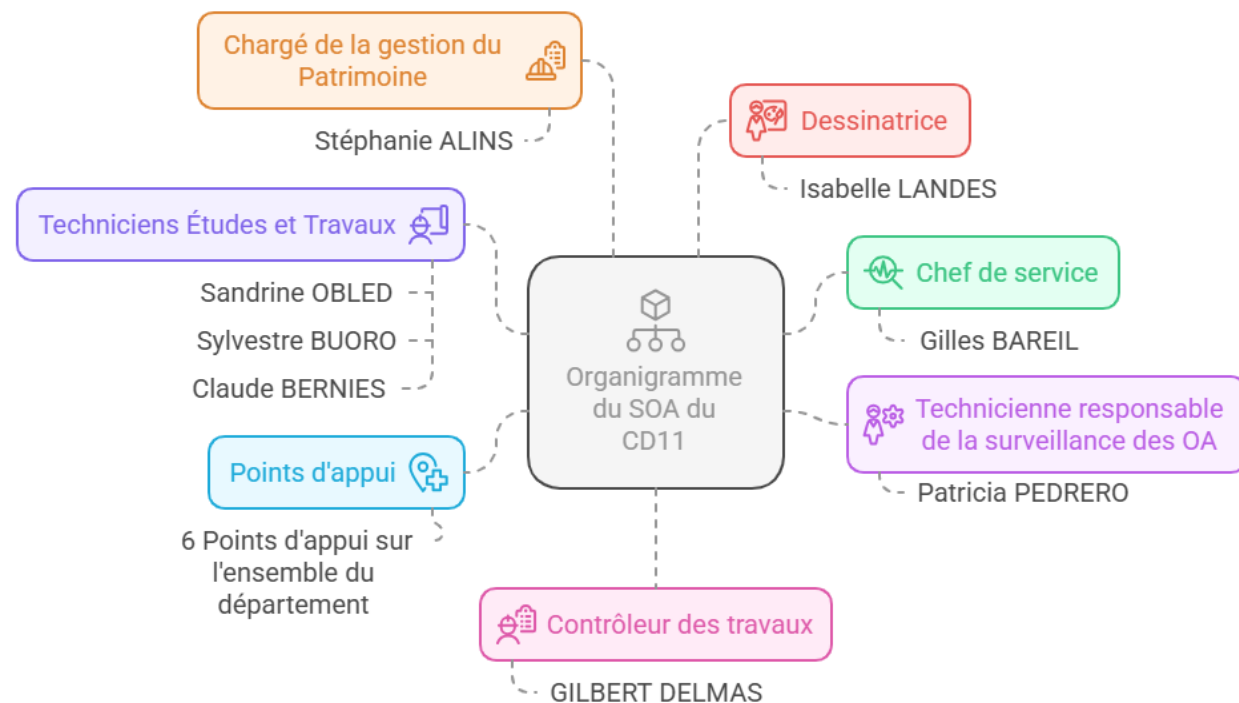 Chargé de la gestion du
Patrimoine
Stéphanie ALINS
Dessinatrice
Isabelle LANDES
Techniciens Études et Travaux
Sandrine OBLED
Sylvestre BUORO
Claude BERNIES
Chef de service
Gilles BAREIL
Organigramme
du SOA du
CD11
Technicienne responsable
de la surveillance des OA
Patricia PEDRERO
Points d'appui
6 Points d'appui sur
l'ensemble du
département
Contrôleur des travaux
GILBERT DELMAS